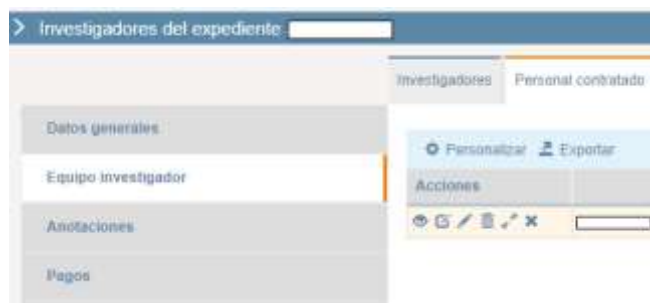 Investigadores del expediente
Investigadores Personal contratado
Datos generales
Personalizar Exportar
Equipo investigador
Acciones
Anotaciones
Pagos